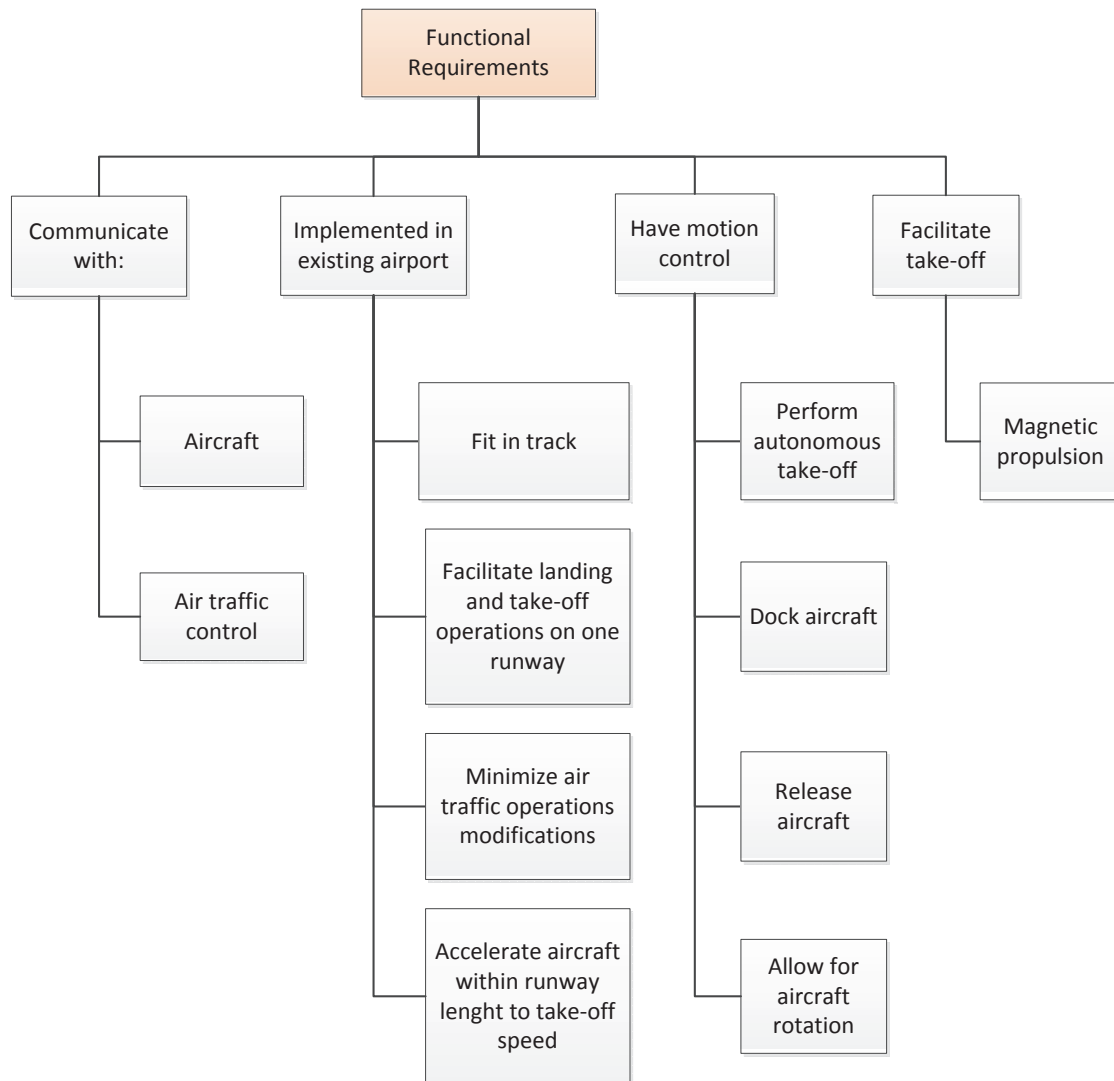 Functional
Requirements
Communicate
with:
Implemented in
existing airport
Have motion
control
Facilitate
take-off
Aircraft
Air traffic
control
Fit in track
Facilitate landing
and take-off
operations on one
runway
Minimize air
traffic operations
modifications
Accelerate aircraft
within runway
lenght to take-off
speed
Perform
autonomous
take-off
Dock aircraft
Release
aircraft
Allow for
aircraft
rotation
Magnetic
propulsion